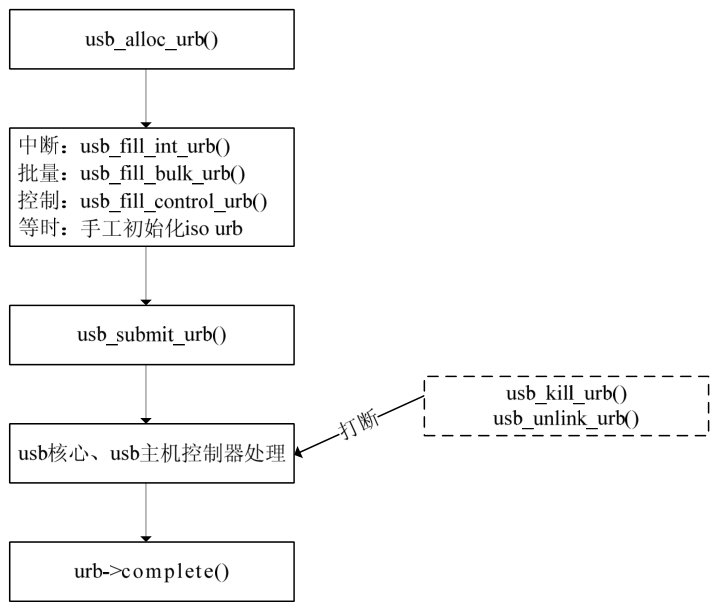 usb_alloc_urb()
中断：usb_fill_int_urb()
批量：usb_fill_bulk_urb()
控制：usb_fill_control_urb()
等时：手工初始化iso urb
usb_submit_urb()
usb_kill_urb()
usb_unlink_urb()
打断
usb核心、usb主机控制器处理
urb->complete()